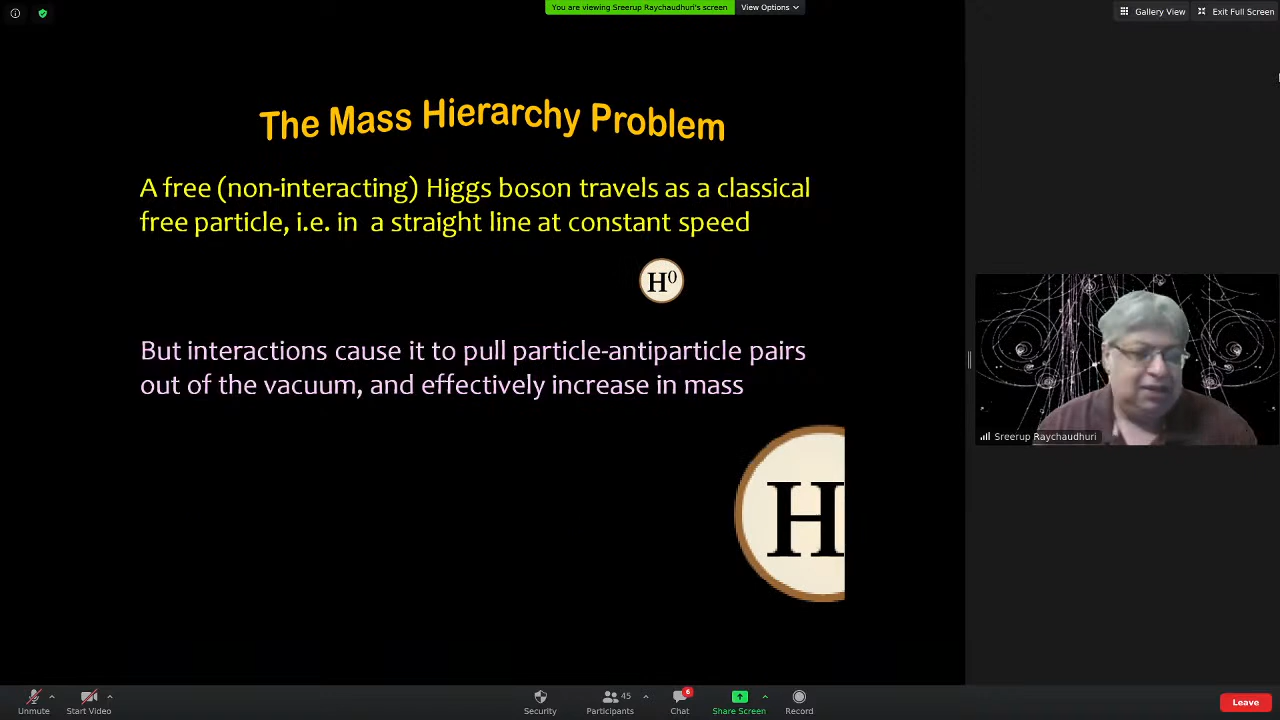 You are viewing Sreerup Raychaudhuri's screen
View Options
Gallery View
Exit Full Screen
The Mass Hierarchy Problem
A free (non-interacting) Higgs boson travels as a classical
free particle, i.e. in a straight line at constant speed
H⁰
But interactions cause it to pull particle-antiparticle pairs
out of the vacuum, and effectively increase in mass
H
Sreerup Raychaudhuri
Unmute
Start Video
Security
45
Participants
6
Chat
Share Screen
Record
Leave